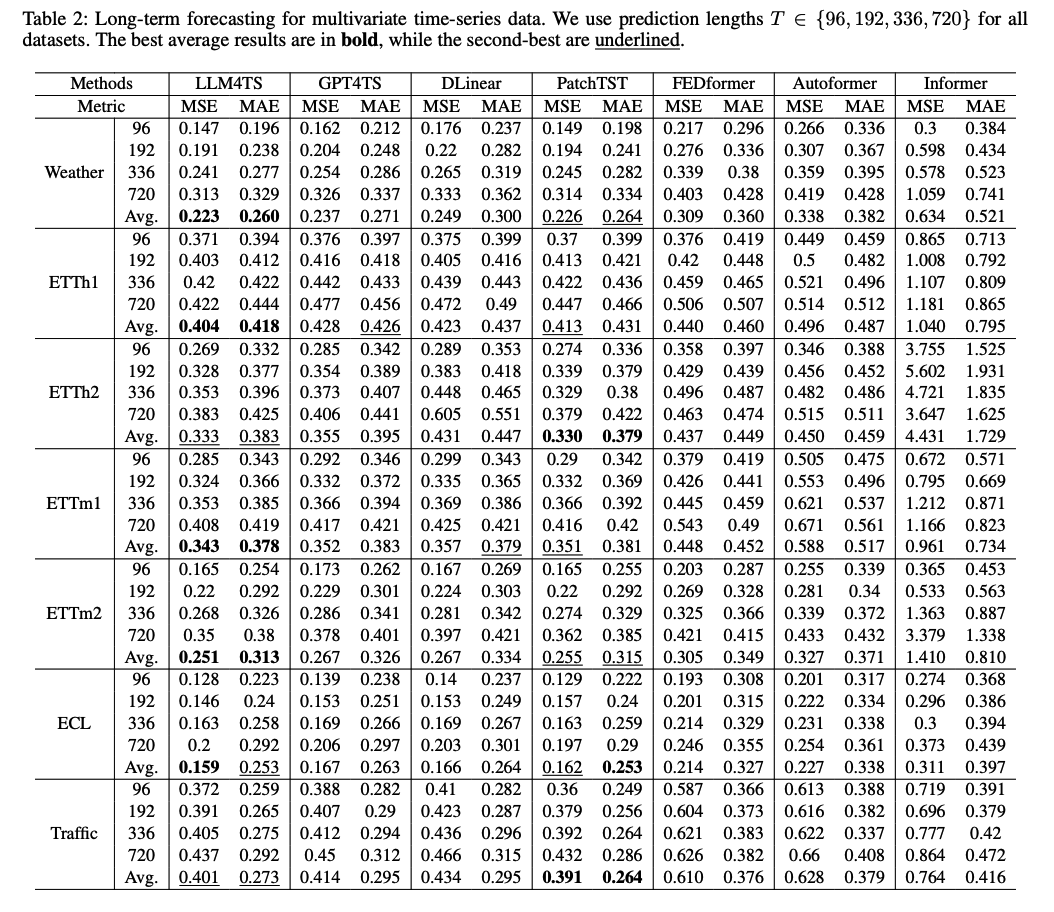 Table 2: Long-term forecasting for multivariate time-series data. We use prediction lengths T ∈ {96, 192, 336, 720} for all
datasets. The best average results are in bold, while the second-best are underlined.
Methods LLM4TS GPT4TS DLinear PatchTST FEDformer Autoformer Informer
Metric MSE MAE MSE MAE MSE MAE MSE MAE MSE MAE MSE MAE MSE MAE
96 0.147 0.196 0.162 0.212 0.176 0.237 0.149 0.198 0.217 0.296 0.266 0.336 0.3 0.384
192 0.191 0.238 0.204 0.248 0.22 0.282 0.194 0.241 0.276 0.336 0.307 0.367 0.598 0.434
Weather 336 0.241 0.277 0.254 0.286 0.265 0.319 0.245 0.282 0.339 0.38 0.359 0.395 0.578 0.523
720 0.313 0.329 0.326 0.337 0.333 0.362 0.314 0.334 0.403 0.428 0.419 0.428 1.059 0.741
Avg. 0.223 0.260 0.237 0.271 0.249 0.300 0.226 0.264 0.309 0.360 0.338 0.382 0.634 0.521
96 0.371 0.394 0.376 0.397 0.375 0.399 0.37 0.399 0.376 0.419 0.449 0.459 0.865 0.713
192 0.403 0.412 0.416 0.418 0.405 0.416 0.413 0.421 0.42 0.448 0.5 0.482 1.008 0.792
ETTh1 336 0.42 0.422 0.442 0.433 0.439 0.443 0.422 0.436 0.459 0.465 0.521 0.496 1.107 0.809
720 0.422 0.444 0.477 0.456 0.472 0.49 0.447 0.466 0.506 0.507 0.514 0.512 1.181 0.865
Avg. 0.404 0.418 0.428 0.426 0.423 0.437 0.413 0.431 0.440 0.460 0.496 0.487 1.040 0.795
96 0.269 0.332 0.285 0.342 0.289 0.353 0.274 0.336 0.358 0.397 0.346 0.388 3.755 1.525
192 0.328 0.377 0.354 0.389 0.383 0.418 0.339 0.379 0.429 0.439 0.456 0.452 5.602 1.931
ETTh2 336 0.353 0.396 0.373 0.407 0.448 0.465 0.329 0.38 0.496 0.487 0.482 0.486 4.721 1.835
720 0.383 0.425 0.406 0.441 0.605 0.551 0.379 0.422 0.463 0.474 0.515 0.511 3.647 1.625
Avg. 0.333 0.383 0.355 0.395 0.431 0.447 0.330 0.379 0.437 0.449 0.450 0.459 4.431 1.729
96 0.285 0.343 0.292 0.346 0.299 0.343 0.29 0.342 0.379 0.419 0.505 0.475 0.672 0.571
192 0.324 0.366 0.332 0.372 0.335 0.365 0.332 0.369 0.426 0.441 0.553 0.496 0.795 0.669
ETTm1 336 0.353 0.385 0.366 0.394 0.369 0.386 0.366 0.392 0.445 0.459 0.621 0.537 1.212 0.871
720 0.408 0.419 0.417 0.421 0.425 0.421 0.416 0.42 0.543 0.49 0.671 0.561 1.166 0.823
Avg. 0.343 0.378 0.352 0.383 0.357 0.379 0.351 0.381 0.448 0.452 0.588 0.517 0.961 0.734
96 0.165 0.254 0.173 0.262 0.167 0.269 0.165 0.255 0.203 0.287 0.255 0.339 0.365 0.453
192 0.22 0.292 0.229 0.301 0.224 0.303 0.22 0.292 0.269 0.328 0.281 0.34 0.533 0.563
ETTm2 336 0.268 0.326 0.286 0.341 0.281 0.342 0.274 0.329 0.325 0.366 0.339 0.372 1.363 0.887
720 0.35 0.38 0.378 0.401 0.397 0.421 0.362 0.385 0.421 0.415 0.433 0.432 3.379 1.338
Avg. 0.251 0.313 0.267 0.326 0.267 0.334 0.255 0.315 0.305 0.349 0.327 0.371 1.410 0.810
96 0.128 0.223 0.139 0.238 0.14 0.237 0.129 0.222 0.193 0.308 0.201 0.317 0.274 0.368
192 0.146 0.24 0.153 0.251 0.153 0.249 0.157 0.24 0.201 0.315 0.222 0.334 0.296 0.386
ECL 336 0.163 0.258 0.169 0.266 0.169 0.267 0.163 0.259 0.214 0.329 0.231 0.338 0.3 0.394
720 0.2 0.292 0.206 0.297 0.203 0.301 0.197 0.29 0.246 0.355 0.254 0.361 0.373 0.439
Avg. 0.159 0.253 0.167 0.263 0.166 0.264 0.162 0.253 0.214 0.327 0.227 0.338 0.311 0.397
96 0.372 0.259 0.388 0.282 0.41 0.282 0.36 0.249 0.587 0.366 0.613 0.388 0.719 0.391
192 0.391 0.265 0.407 0.29 0.423 0.287 0.379 0.256 0.604 0.373 0.616 0.382 0.696 0.379
Traffic 336 0.405 0.275 0.412 0.294 0.436 0.296 0.392 0.264 0.621 0.383 0.622 0.337 0.777 0.42
720 0.437 0.292 0.45 0.312 0.466 0.315 0.432 0.286 0.626 0.382 0.66 0.408 0.864 0.472
Avg. 0.401 0.273 0.414 0.295 0.434 0.295 0.391 0.264 0.610 0.376 0.628 0.379 0.764 0.416